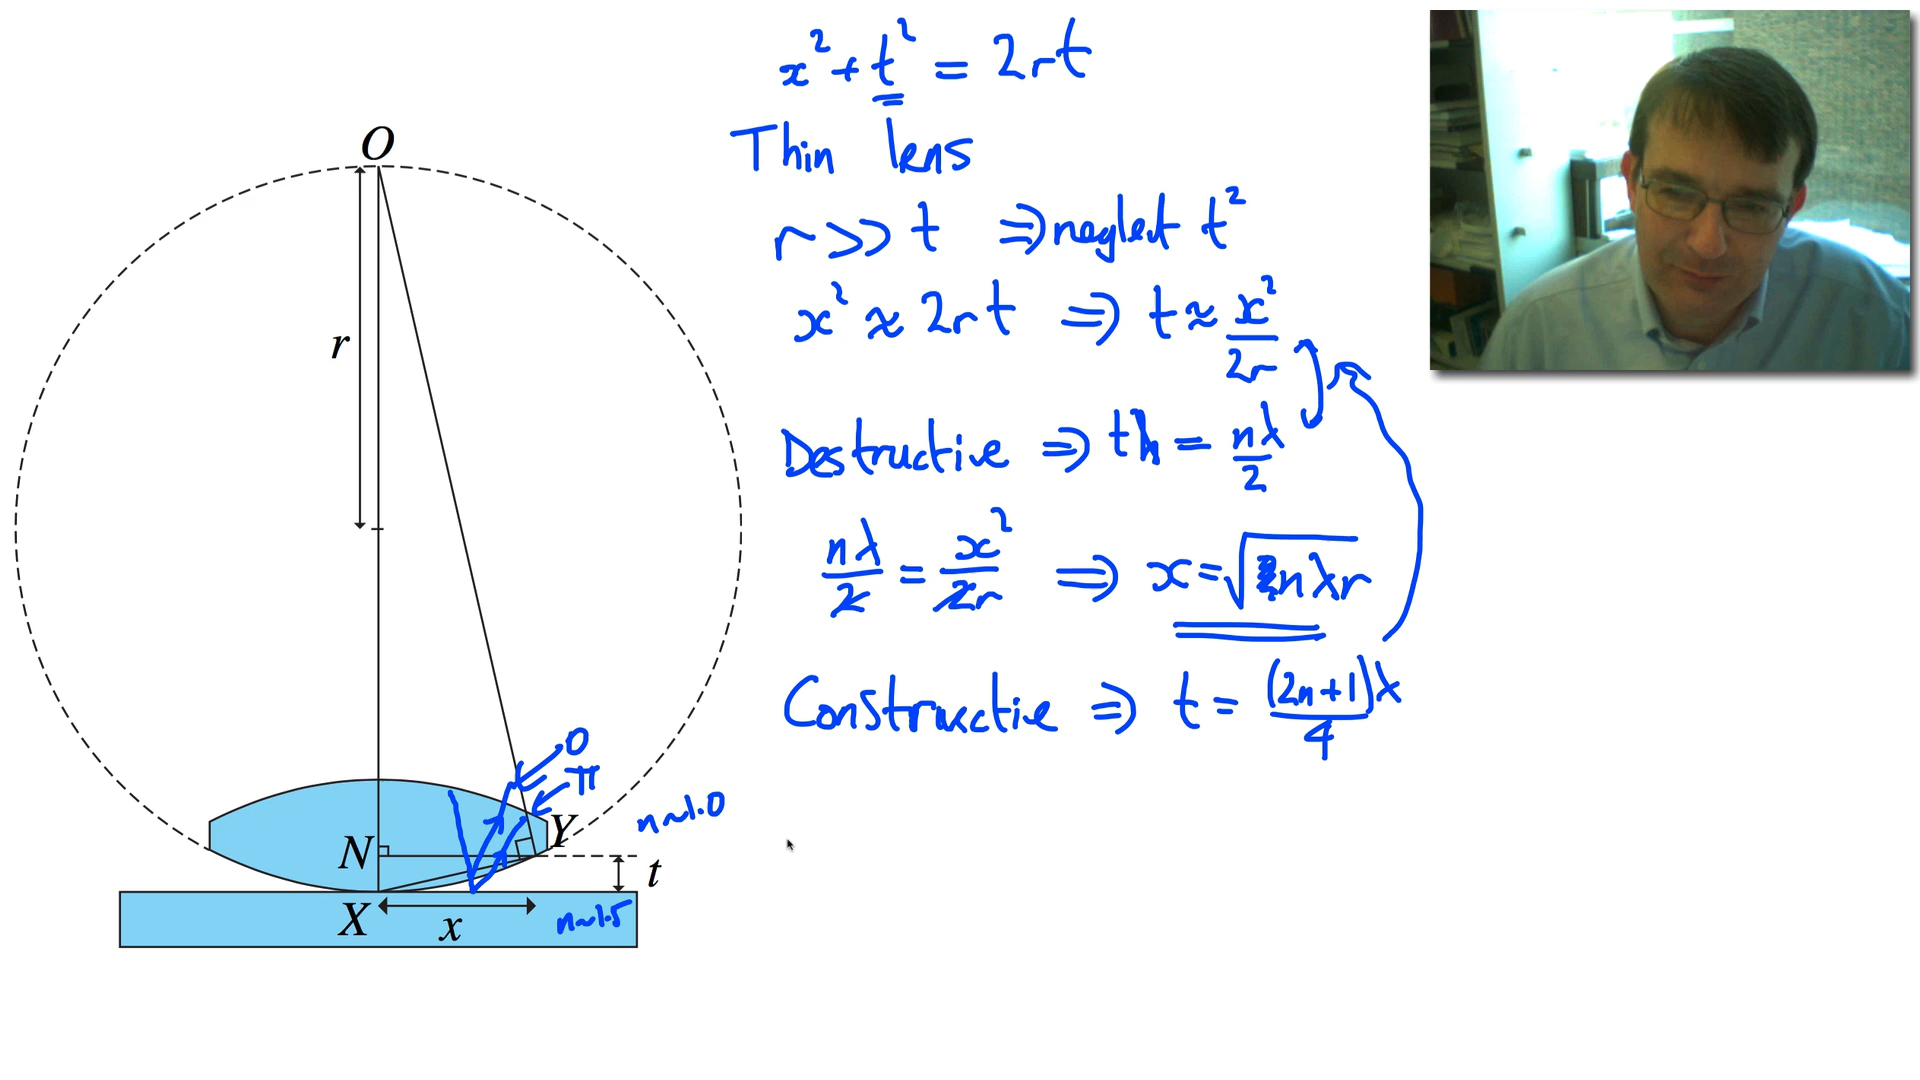 x² + t² = 2rt
Thin lens
r >> t ⇒ neglect t²
x² ≈ 2rt ⇒ t ≈ x²/2r
Destructive ⇒ th = nλ/2
nλ/2 = x²/2r ⇒ x = √nλr
Constructive ⇒ t = (2n+1)λ/4
O
r
0
π
n~1.0
N
Y
t
X
x
n~1.5